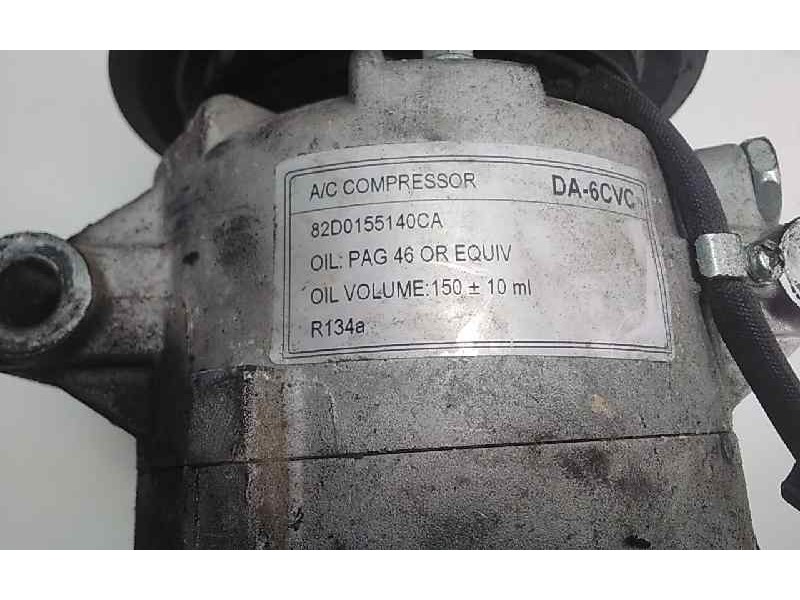 A/C COMPRESSOR DA-6CVC
82D0155140CA
OIL: PAG 46 OR EQUIV
OIL VOLUME:150 ± 10 ml
R134a